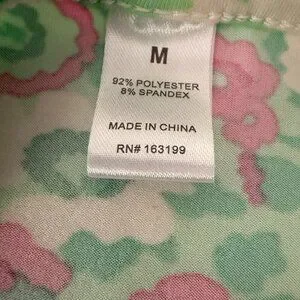 M
92% POLYESTER
8% SPANDEX
MADE IN CHINA
RN# 163199